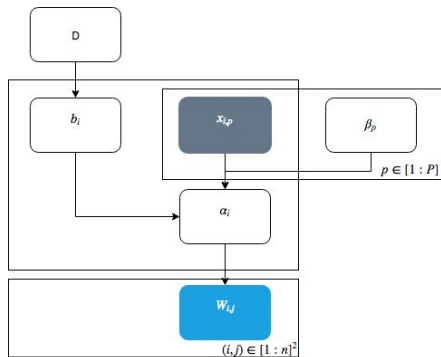 D
b_i
x_{i,p}
β_p
p ∈ [1 : P]
α_i
W_{i,j}
(i, j) ∈ [1 : n]^2